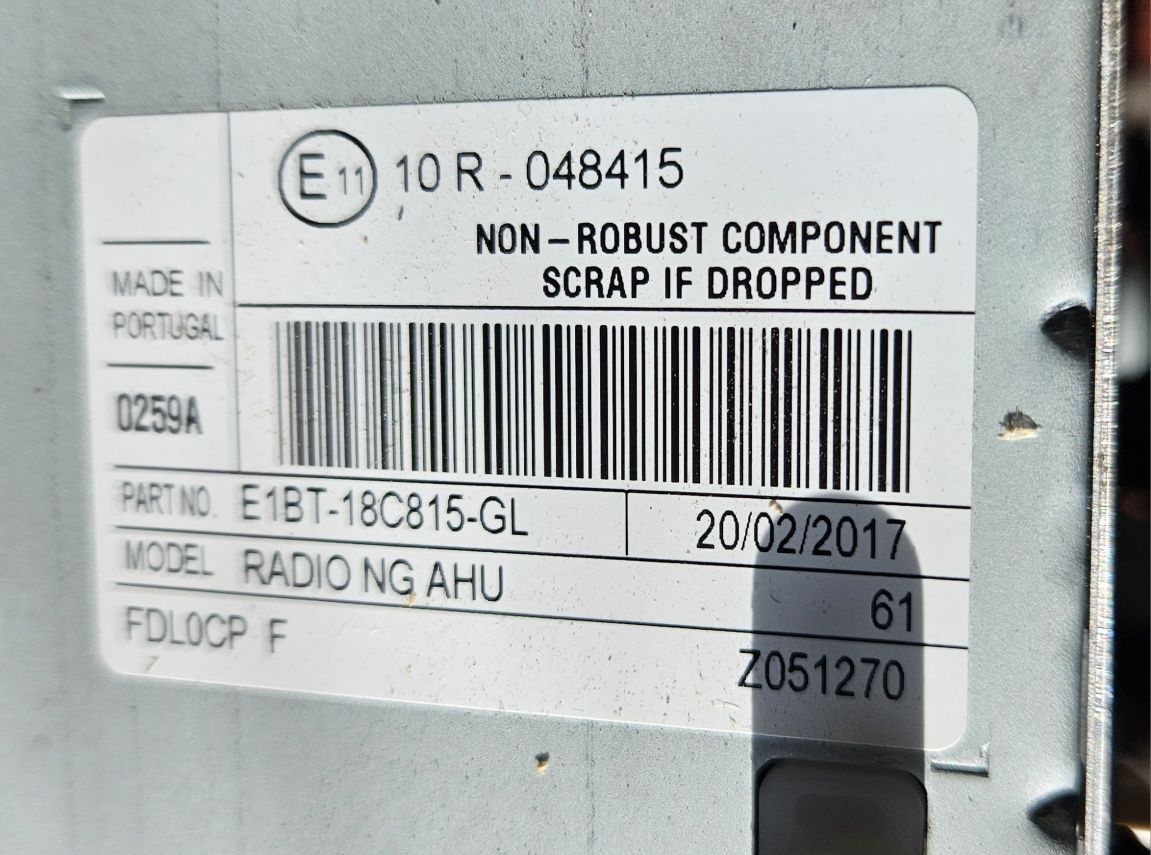 E 11 10 R - 048415
NON - ROBUST COMPONENT
SCRAP IF DROPPED
MADE IN
PORTUGAL
0259A
PART NO. E1BT-18C815-GL 20/02/2017
MODEL RADIO NG AHU 61
FDL0CP F Z051270